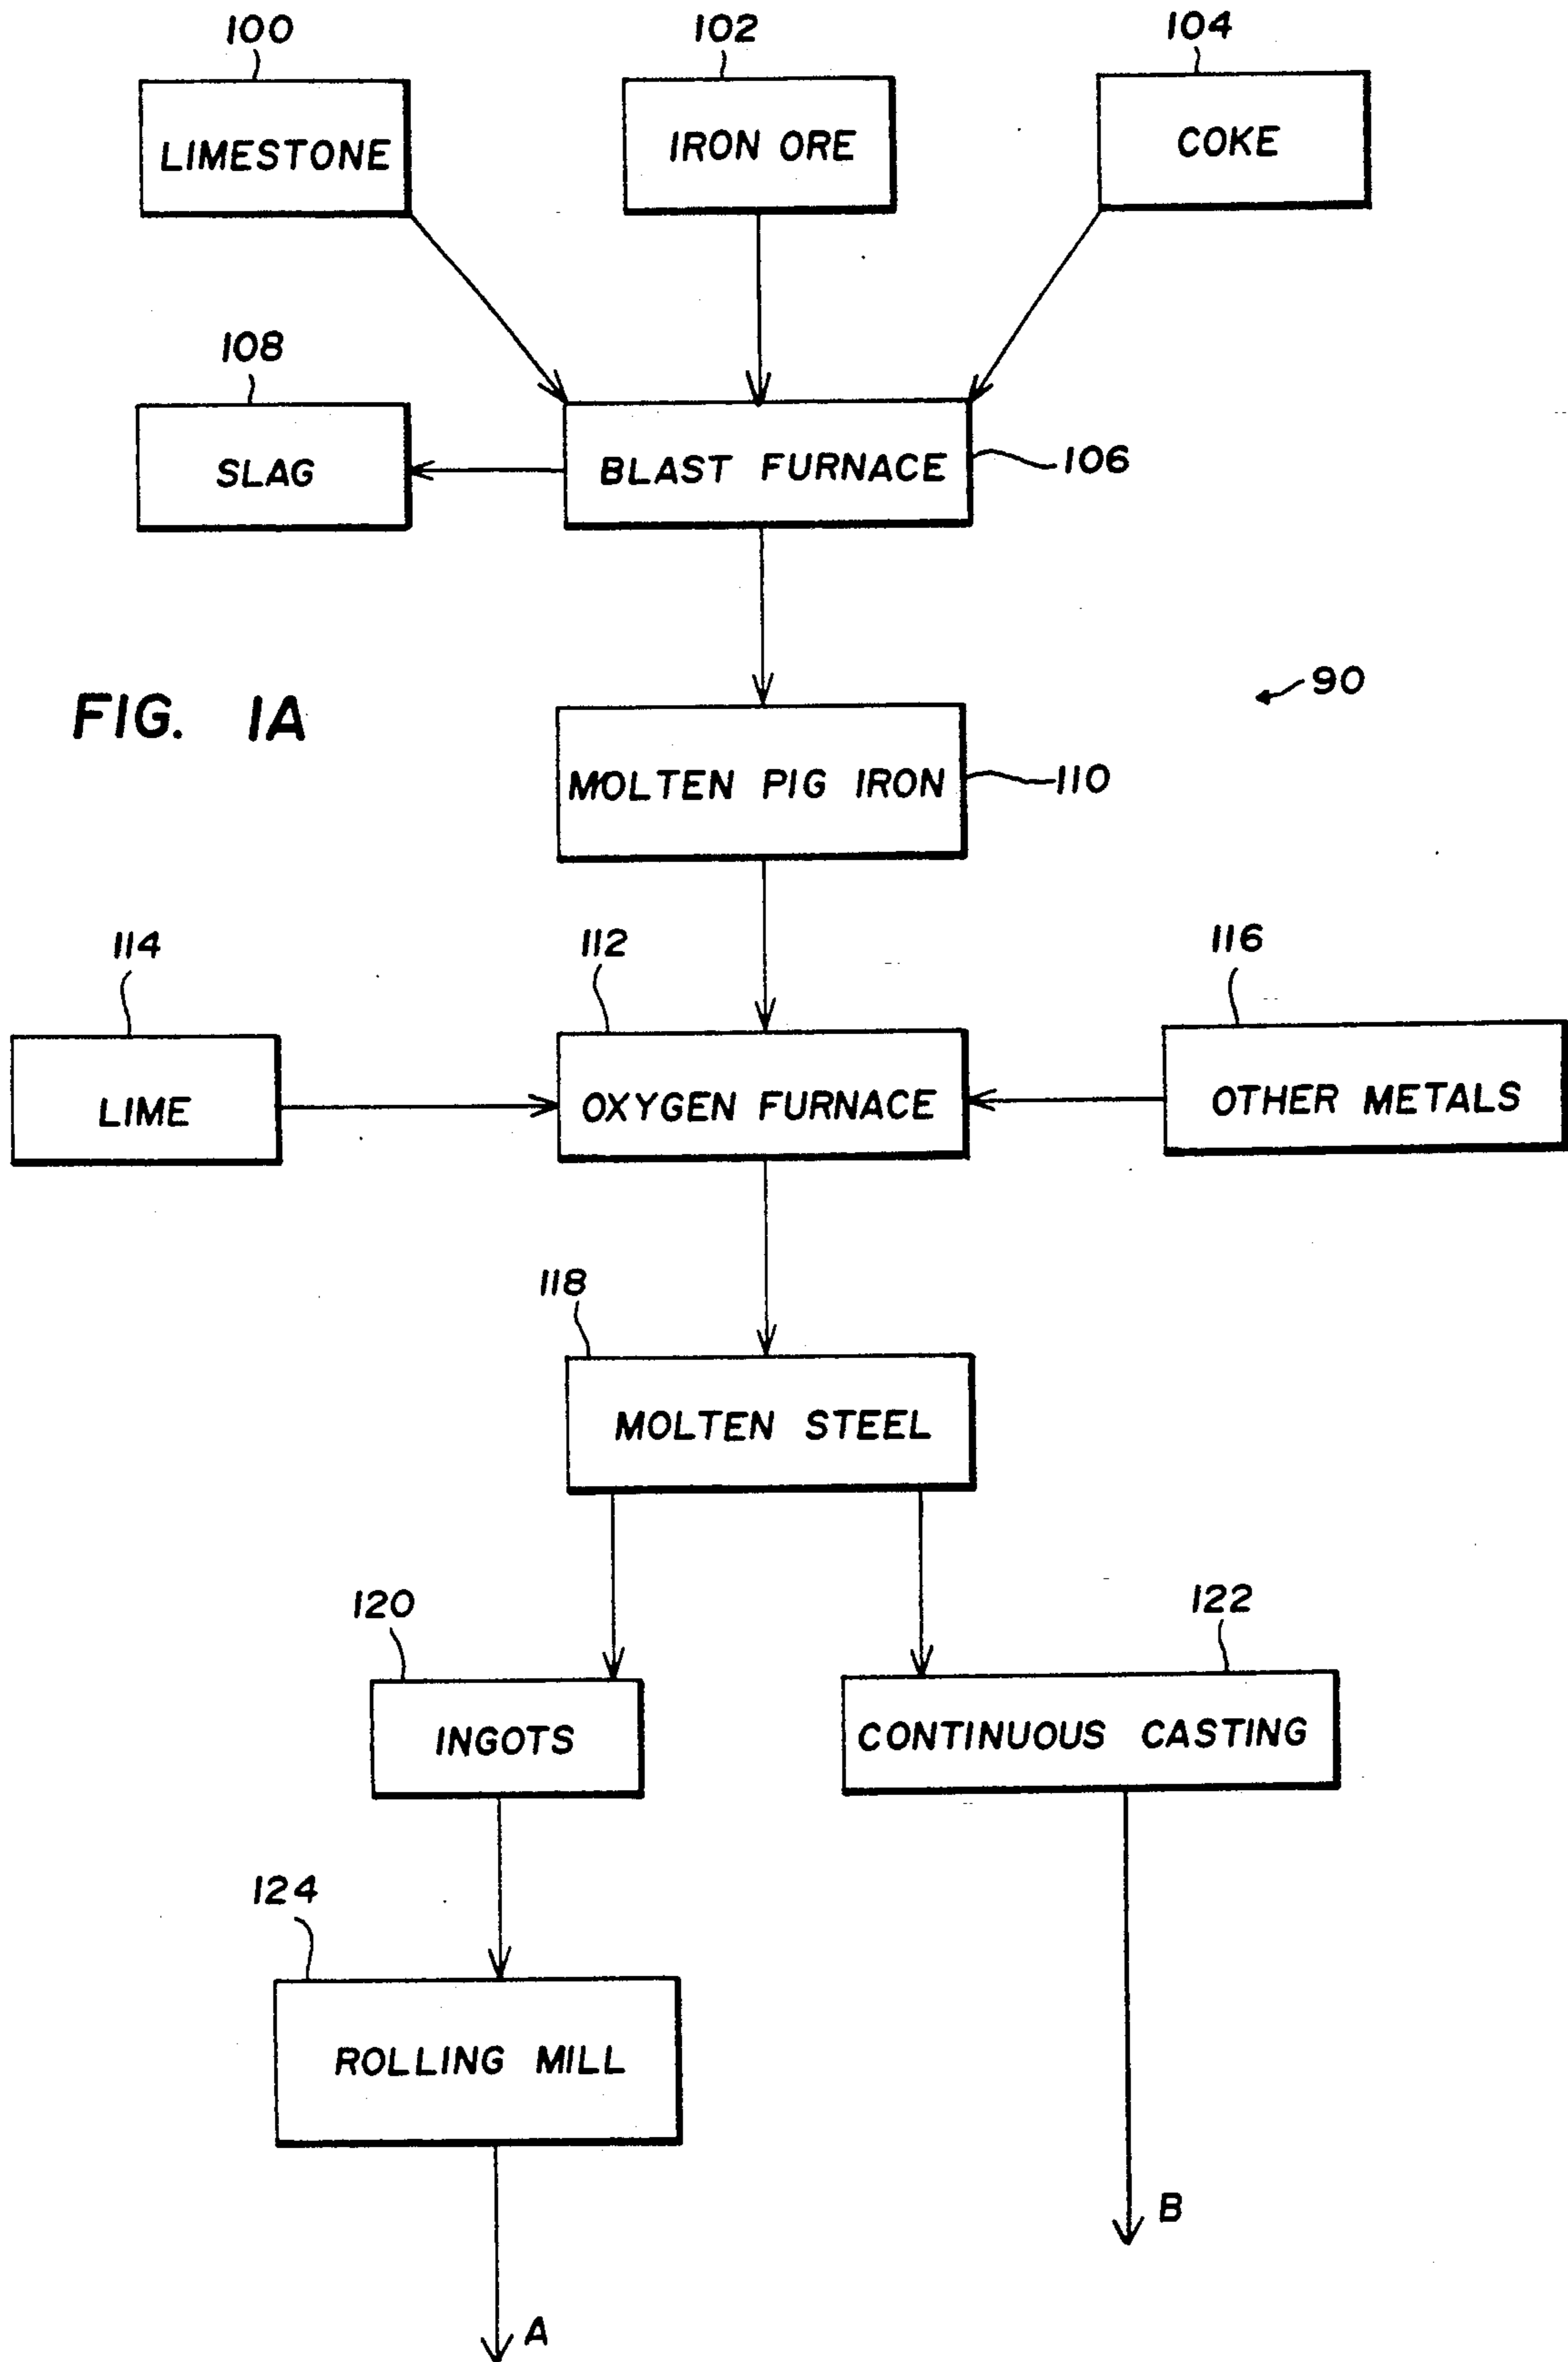 100
102
104
LIMESTONE
IRON ORE
COKE
108
SLAG
BLAST FURNACE
106
FIG. 1A
90
MOLTEN PIG IRON
110
114
112
116
LIME
OXYGEN FURNACE
OTHER METALS
118
MOLTEN STEEL
120
122
INGOTS
CONTINUOUS CASTING
124
ROLLING MILL
B
A